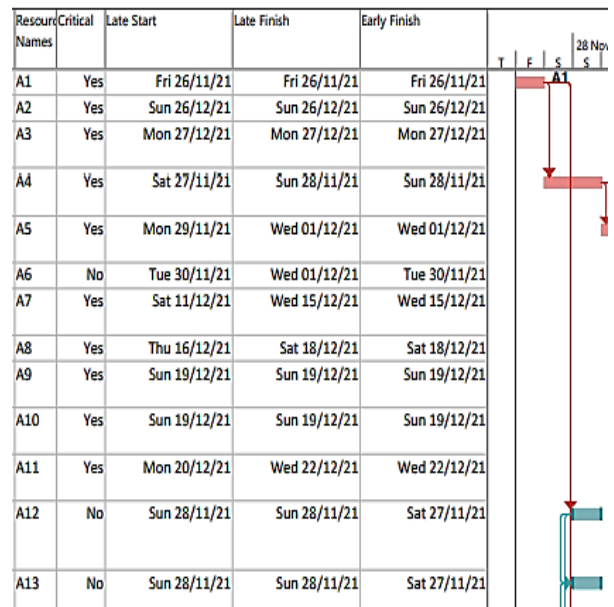 Resour Critical Late Start Late Finish Early Finish
Names
28 Nov
T F S S
A1 Yes Fri 26/11/21 Fri 26/11/21 Fri 26/11/21 A1
A2 Yes Sun 26/12/21 Sun 26/12/21 Sun 26/12/21
A3 Yes Mon 27/12/21 Mon 27/12/21 Mon 27/12/21
A4 Yes Sat 27/11/21 Sun 28/11/21 Sun 28/11/21
A5 Yes Mon 29/11/21 Wed 01/12/21 Wed 01/12/21
A6 No Tue 30/11/21 Wed 01/12/21 Tue 30/11/21
A7 Yes Sat 11/12/21 Wed 15/12/21 Wed 15/12/21
A8 Yes Thu 16/12/21 Sat 18/12/21 Sat 18/12/21
A9 Yes Sun 19/12/21 Sun 19/12/21 Sun 19/12/21
A10 Yes Sun 19/12/21 Sun 19/12/21 Sun 19/12/21
A11 Yes Mon 20/12/21 Wed 22/12/21 Wed 22/12/21
A12 No Sun 28/11/21 Sun 28/11/21 Sat 27/11/21
A13 No Sun 28/11/21 Sun 28/11/21 Sat 27/11/21